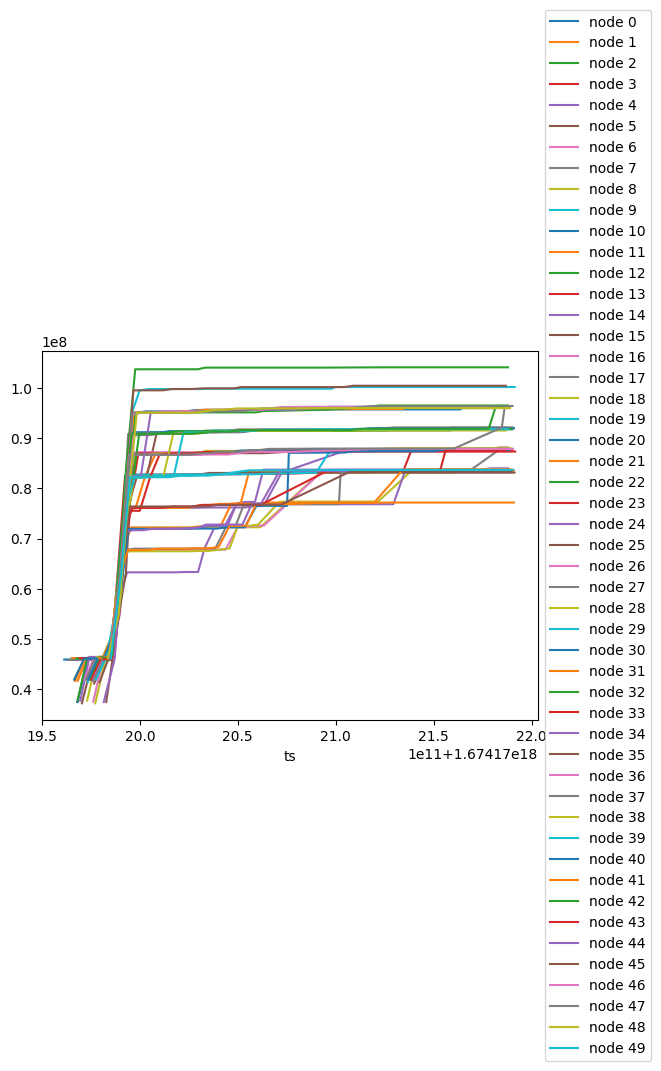 node 0
node 1
node 2
node 3
node 4
node 5
node 6
node 7
node 8
node 9
node 10
node 11
node 12
node 13
node 14
node 15
node 16
node 17
node 18
node 19
node 20
node 21
node 22
node 23
node 24
node 25
node 26
node 27
node 28
node 29
node 30
node 31
node 32
node 33
node 34
node 35
node 36
node 37
node 38
node 39
node 40
node 41
node 42
node 43
node 44
node 45
node 46
node 47
node 48
node 49
1e8
1.0
0.9
0.8
0.7
0.6
0.5
0.4
19.5 20.0 20.5 21.0 21.5 22.0
ts
1e11+1.67417e18